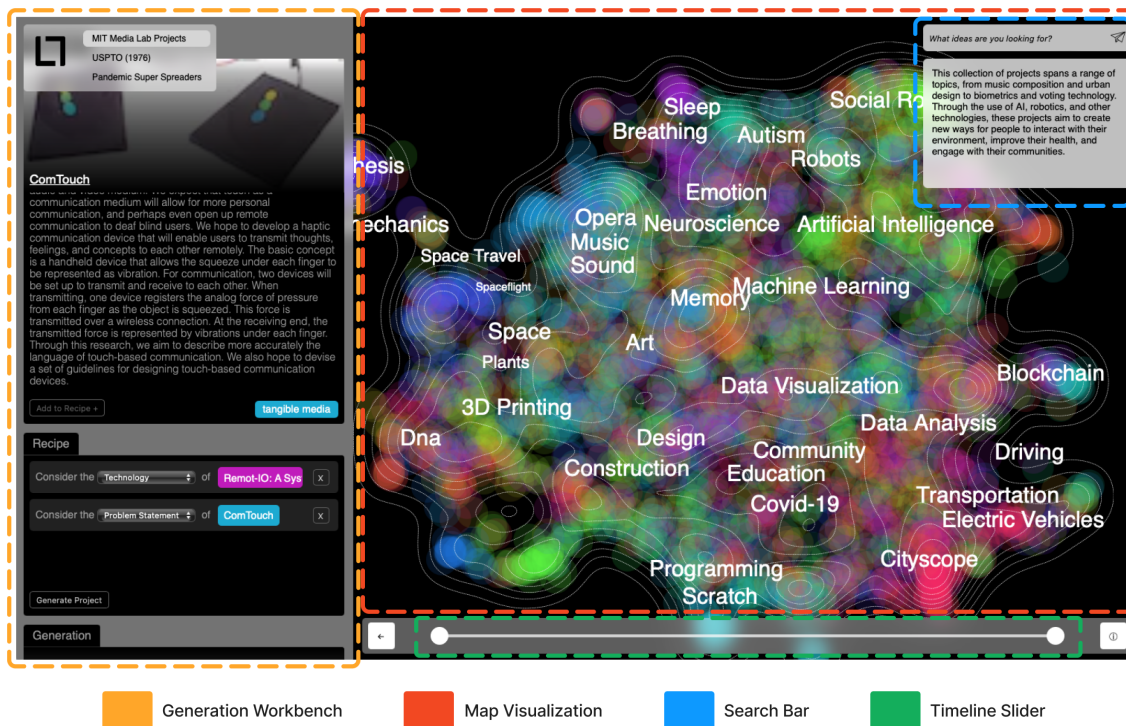 MIT Media Lab Projects
USPTO (1976)
Pandemic Super Spreaders
ComTouch
communication medium will allow for more personal
communication, and perhaps even open up remote
communication to deaf blind users. We hope to develop a haptic
communication device that will enable users to transmit thoughts,
feelings, and concepts to each other remotely. The basic concept
is a handheld device that allows the squeeze under each finger to
be represented as vibration. For communication, two devices will
be set up to transmit and receive to each other. When
transmitting, one device registers the analog force of pressure
from each finger as the object is squeezed. This force is
transmitted over a wireless connection. At the receiving end, the
transmitted force is represented by vibrations under each finger.
Through this research, we aim to describe more accurately the
language of touch-based communication. We also hope to devise
a set of guidelines for designing touch-based communication
devices.
Add to Recipe +
tangible media
Recipe
Consider the Technology of Remot-IO: A Sys x
Consider the Problem Statement of ComTouch x
Generate Project
Generation
What ideas are you looking for?
This collection of projects spans a range of
topics, from music composition and urban
design to biometrics and voting technology.
Through the use of AI, robotics, and other
technologies, these projects aim to create
new ways for people to interact with their
environment, improve their health, and
engage with their communities.
Sleep
Social Ro
Breathing
Autism
Robots
hesis
Emotion
Opera
Neuroscience
Artificial Intelligence
echanics
Music
Space Travel
Sound
Spaceflight
Machine Learning
Memory
Space
Art
Plants
Blockchain
Data Visualization
3D Printing
Data Analysis
Dna
Design
Community
Driving
Construction
Education
Transportation
Covid-19
Electric Vehicles
Cityscope
Programming
Scratch
Generation Workbench
Map Visualization
Search Bar
Timeline Slider